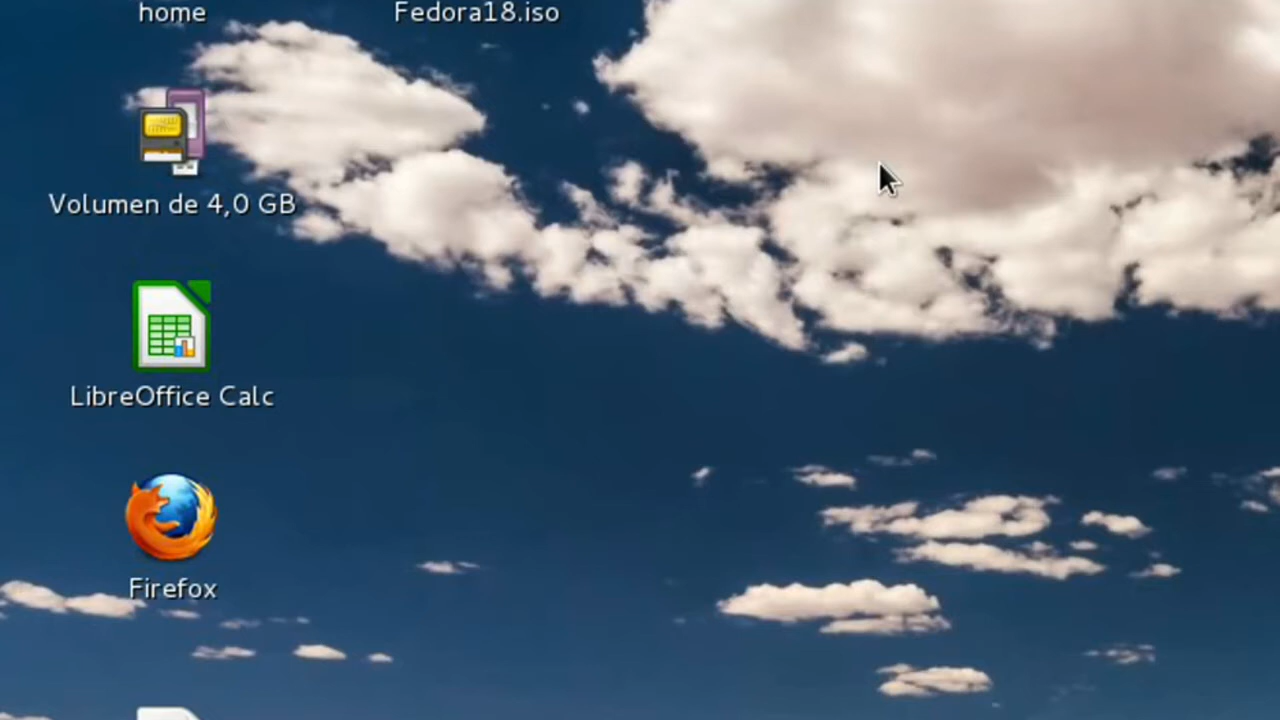 home
Fedora18.iso
Volumen de 4,0 GB
LibreOffice Calc
Firefox